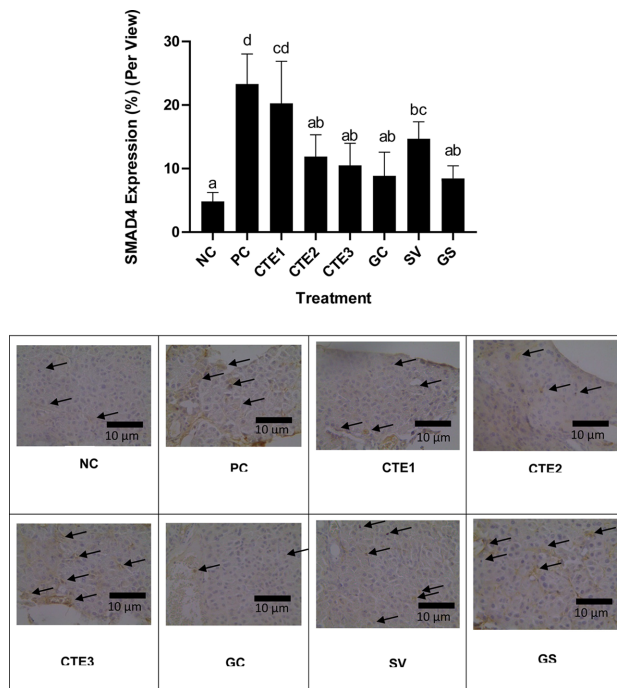 SMAD4 Expression (%) (Per View)
30
20
10
0
a
d
cd
ab
ab
ab
bc
ab
NC
PC
CTE1
CTE2
CTE3
GC
SV
GS
Treatment
10 µm
10 µm
10 µm
10 µm
NC
PC
CTE1
CTE2
10 µm
10 µm
10 µm
10 µm
CTE3
GC
SV
GS